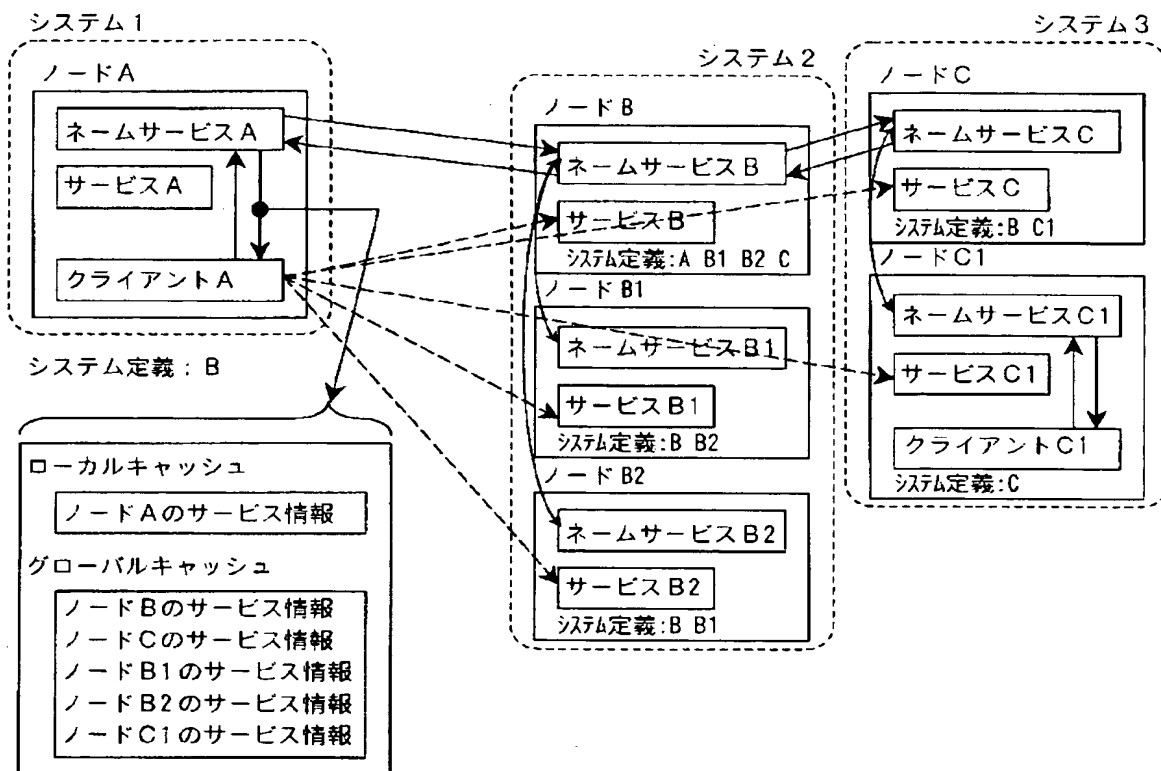 システム1
ノードA
ネームサービスA
サービスA
クライアントA
システム定義：B
ローカルキャッシュ
ノードAのサービス情報
グローバルキャッシュ
ノードBのサービス情報
ノードCのサービス情報
ノードB1のサービス情報
ノードB2のサービス情報
ノードC1のサービス情報
システム2
ノードB
ネームサービスB
サービスB
システム定義:A B1 B2 C
ノードB1
ネームサービスB1
サービスB1
システム定義:B B2
ノードB2
ネームサービスB2
サービスB2
システム定義:B B1
システム3
ノードC
ネームサービスC
サービスC
システム定義:B C1
ノードC1
ネームサービスC1
サービスC1
クライアントC1
システム定義:C